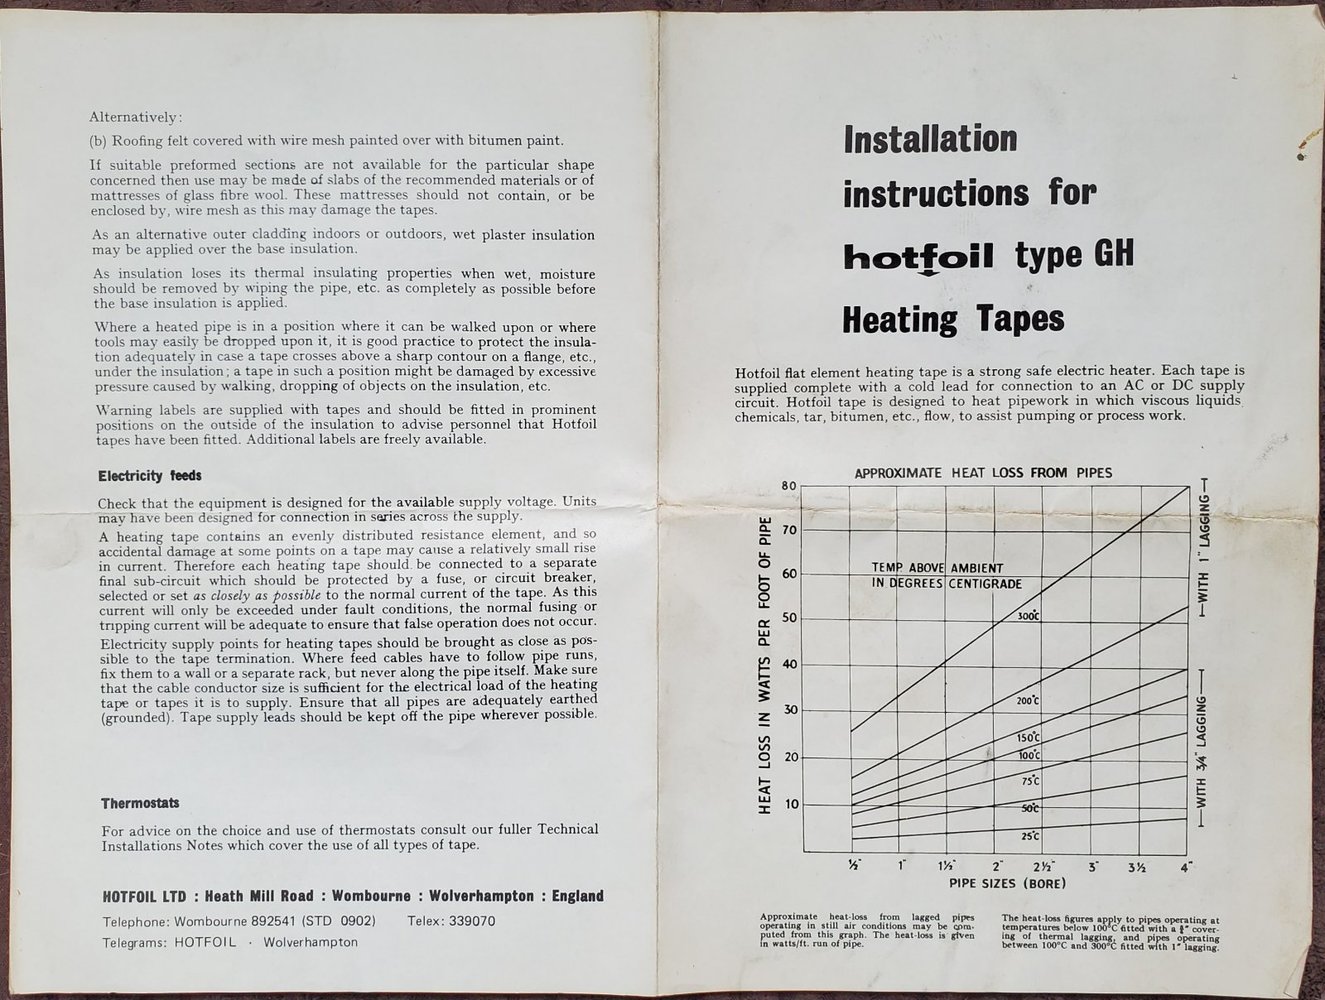 Alternatively:
(b) Roofing felt covered with wire mesh painted over with bitumen paint.
If suitable preformed sections are not available for the particular shape
concerned then use may be made of slabs of the recommended materials or of
mattresses of glass fibre wool. These mattresses should not contain, or be
enclosed by, wire mesh as this may damage the tapes.
As an alternative outer cladding indoors or outdoors, wet plaster insulation
may be applied over the base insulation.
As insulation loses its thermal insulating properties when wet, moisture
should be removed by wiping the pipe, etc. as completely as possible before
the base insulation is applied.
Where a heated pipe is in a position where it can be walked upon or where
tools may easily be dropped upon it, it is good practice to protect the insula-
tion adequately in case a tape crosses above a sharp contour on a flange, etc.,
under the insulation; a tape in such a position might be damaged by excessive
pressure caused by walking, dropping of objects on the insulation, etc.
Warning labels are supplied with tapes and should be fitted in prominent
positions on the outside of the insulation to advise personnel that Hotfoil
tapes have been fitted. Additional labels are freely available.
Electricity feeds
Check that the equipment is designed for the available supply voltage. Units
may have been designed for connection in series across the supply.
A heating tape contains an evenly distributed resistance element, and so
accidental damage at some points on a tape may cause a relatively small rise
in current. Therefore each heating tape should be connected to a separate
final sub-circuit which should be protected by a fuse, or circuit breaker,
selected or set as closely as possible to the normal current of the tape. As this
current will only be exceeded under fault conditions, the normal fusing or
tripping current will be adequate to ensure that false operation does not occur.
Electricity supply points for heating tapes should be brought as close as pos-
sible to the tape termination. Where feed cables have to follow pipe runs,
fix them to a wall or a separate rack, but never along the pipe itself. Make sure
that the cable conductor size is sufficient for the electrical load of the heating
tape or tapes it is to supply. Ensure that all pipes are adequately earthed
(grounded). Tape supply leads should be kept off the pipe wherever possible.
Thermostats
For advice on the choice and use of thermostats consult our fuller Technical
Installations Notes which cover the use of all types of tape.
HOTFOIL LTD : Heath Mill Road : Wombourne : Wolverhampton : England
Telephone: Wombourne 892541 (STD 0902) Telex: 339070
Telegrams: HOTFOIL · Wolverhampton
Installation
instructions for
hotfoil type GH
Heating Tapes
Hotfoil flat element heating tape is a strong safe electric heater. Each tape is
supplied complete with a cold lead for connection to an AC or DC supply
circuit. Hotfoil tape is designed to heat pipework in which viscous liquids,
chemicals, tar, bitumen, etc., flow, to assist pumping or process work.
APPROXIMATE HEAT LOSS FROM PIPES
HEAT LOSS IN WATTS PER FOOT OF PIPE
80
70
60
50
40
30
20
10
TEMP ABOVE AMBIENT
IN DEGREES CENTIGRADE
300°C
200°C
150°C
100°C
75°C
50°C
25°C
WITH 1" LAGGING
WITH 3/4" LAGGING
½" 1" 1½" 2" 2½" 3" 3½ 4"
PIPE SIZES (BORE)
Approximate heat-loss from lagged pipes
operating in still air conditions may be com-
puted from this graph. The heat-loss is given
in watts/ft. run of pipe.
The heat-loss figures apply to pipes operating at
temperatures below 100°C fitted with a ¾" cover-
ing of thermal lagging, and pipes operating
between 100°C and 300°C fitted with 1" lagging.